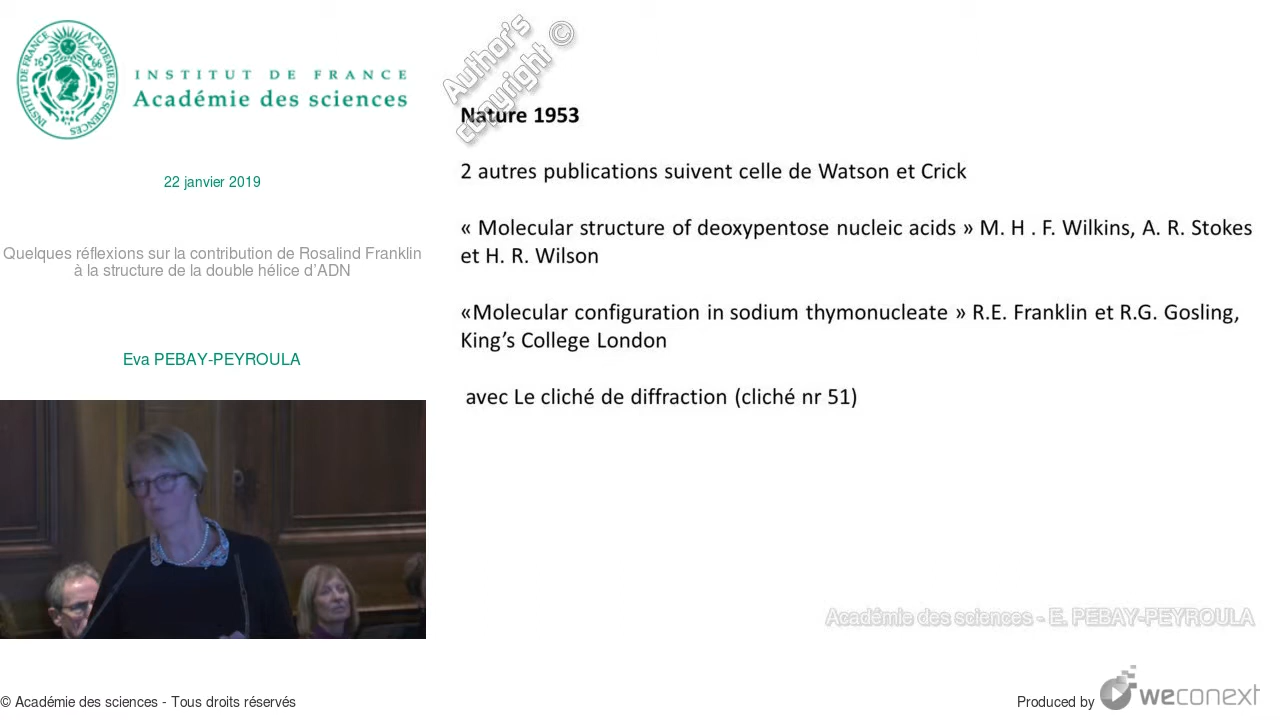 INSTITUT DE FRANCE
Académie des sciences
22 janvier 2019
Quelques réflexions sur la contribution de Rosalind Franklin
à la structure de la double hélice d'ADN
Eva PEBAY-PEYROULA
Author's
copyright ©
Nature 1953
2 autres publications suivent celle de Watson et Crick
« Molecular structure of deoxypentose nucleic acids » M. H . F. Wilkins, A. R. Stokes
et H. R. Wilson
«Molecular configuration in sodium thymonucleate » R.E. Franklin et R.G. Gosling,
King's College London
avec Le cliché de diffraction (cliché nr 51)
Académie des sciences - E. PEBAY-PEYROULA
© Académie des sciences - Tous droits réservés
Produced by weconext